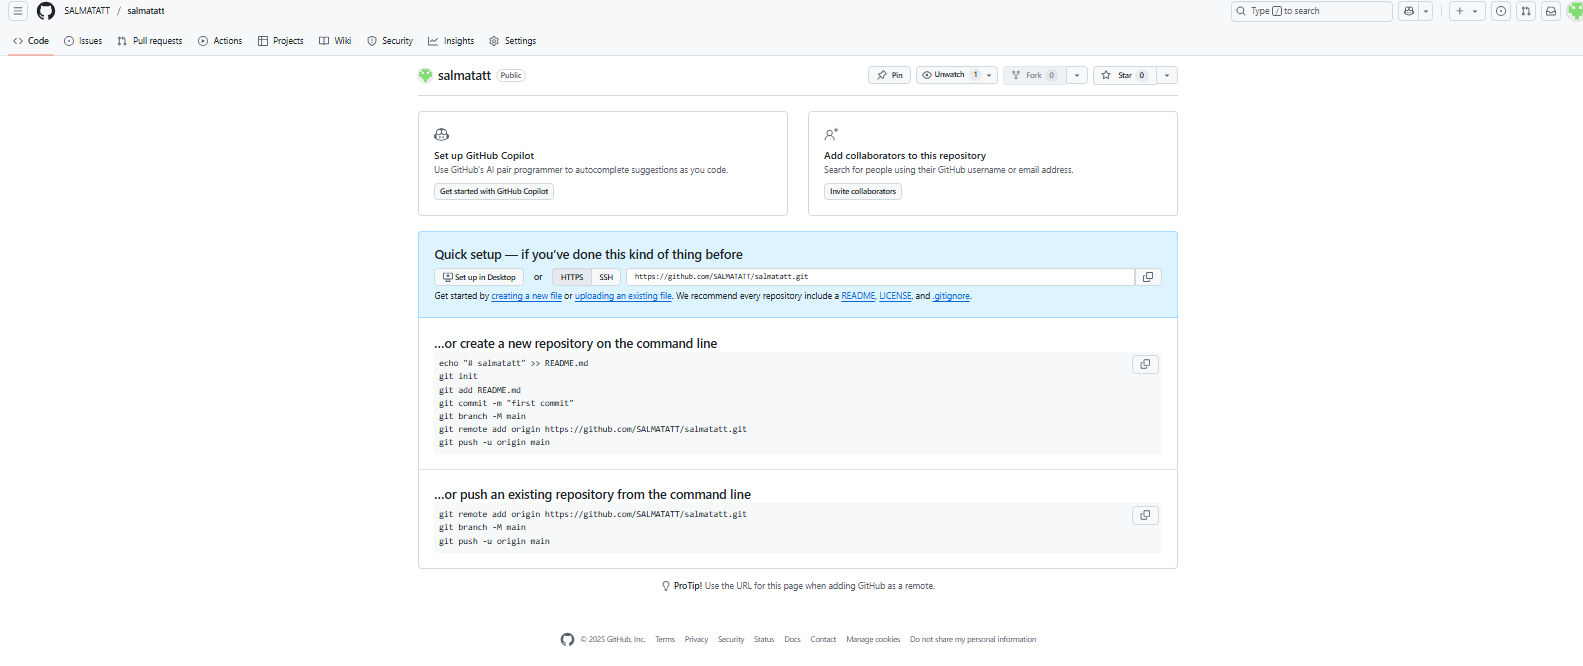 SALMATATT / salmatatt
Type / to search
Code Issues Pull requests Actions Projects Wiki Security Insights Settings
salmatatt Public
Pin Unwatch 1 Fork 0 Star 0
Set up GitHub Copilot
Use GitHub's AI pair programmer to autocomplete suggestions as you code.
Get started with GitHub Copilot
Add collaborators to this repository
Search for people using their GitHub username or email address.
Invite collaborators
Quick setup — if you've done this kind of thing before
Set up in Desktop or HTTPS SSH https://github.com/SALMATATT/salmatatt.git
Get started by creating a new file or uploading an existing file. We recommend every repository include a README, LICENSE, and .gitignore.
...or create a new repository on the command line
echo "# salmatatt" >> README.md
git init
git add README.md
git commit -m "first commit"
git branch -M main
git remote add origin https://github.com/SALMATATT/salmatatt.git
git push -u origin main
...or push an existing repository from the command line
git remote add origin https://github.com/SALMATATT/salmatatt.git
git branch -M main
git push -u origin main
ProTip! Use the URL for this page when adding GitHub as a remote.
© 2025 GitHub, Inc. Terms Privacy Security Status Docs Contact Manage cookies Do not share my personal information